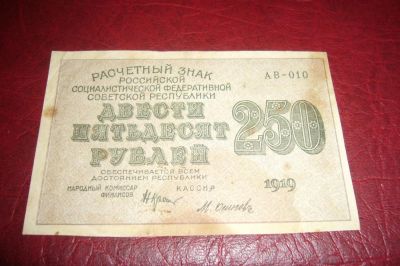 РАСЧЕТНЫЙ ЗНАК
РОССИЙСКОЙ
СОЦИАЛИСТИЧЕСКОЙ ФЕДЕРАТИВНОЙ
СОВЕТСКОЙ РЕСПУБЛИКИ
АВ-010
ДВЕСТИ
ПЯТЬДЕСЯТ
РУБЛЕЙ
250
ОБЕСПЕЧИВАЕТСЯ ВСЕМ
ДОСТОЯНИЕМ РЕСПУБЛИКИ
НАРОДНЫЙ КОМИССАР
ФИНАНСОВ
КАССИР
1919